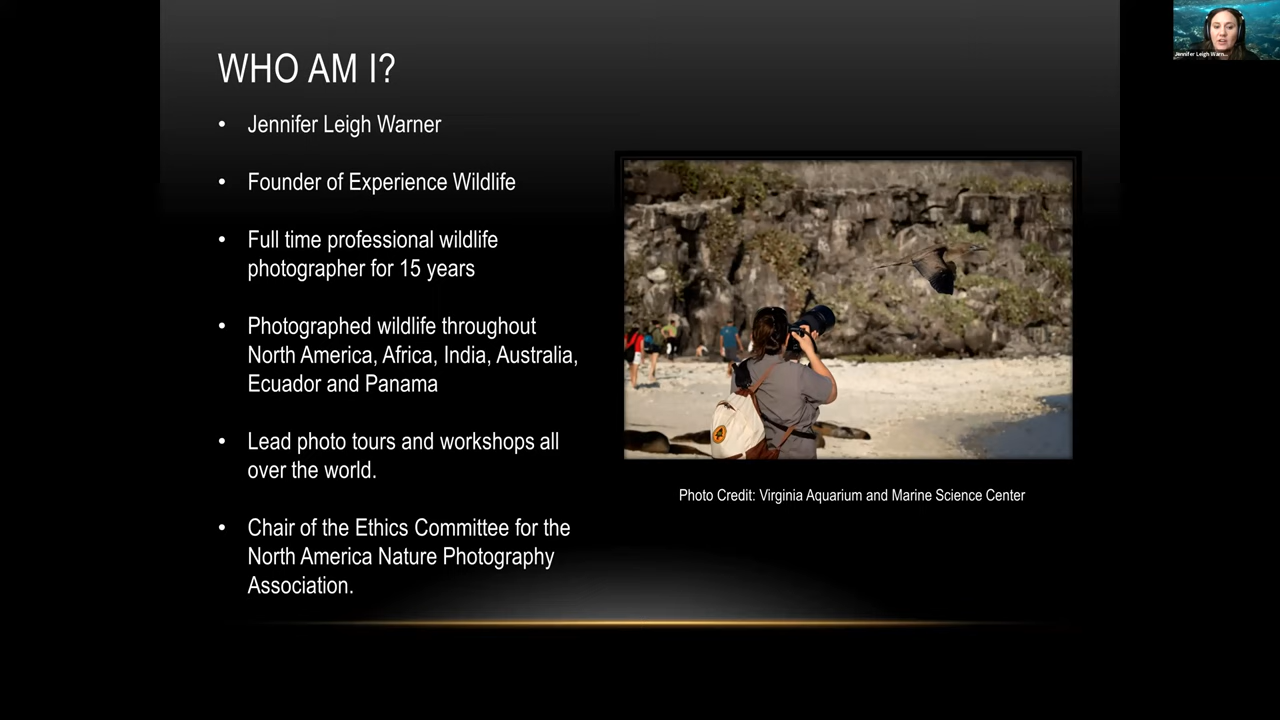 WHO AM I?
• Jennifer Leigh Warner
• Founder of Experience Wildlife
• Full time professional wildlife
photographer for 15 years
• Photographed wildlife throughout
North America, Africa, India, Australia,
Ecuador and Panama
• Lead photo tours and workshops all
over the world.
• Chair of the Ethics Committee for the
North America Nature Photography
Association.
Photo Credit: Virginia Aquarium and Marine Science Center
Jennifer Leigh Warn...